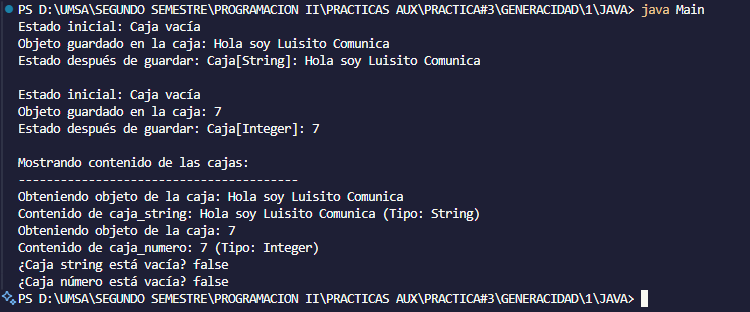 PS D:\UMSA\SEGUNDO SEMESTRE\PROGRAMACION II\PRACTICAS AUX\PRACTICA#3\GENERACIDAD\1\JAVA> java Main
Estado inicial: Caja vacía
Objeto guardado en la caja: Hola soy Luisito Comunica
Estado después de guardar: Caja[String]: Hola soy Luisito Comunica
Estado inicial: Caja vacía
Objeto guardado en la caja: 7
Estado después de guardar: Caja[Integer]: 7
Mostrando contenido de las cajas:
----------------------------------------
Obteniendo objeto de la caja: Hola soy Luisito Comunica
Contenido de caja_string: Hola soy Luisito Comunica (Tipo: String)
Obteniendo objeto de la caja: 7
Contenido de caja_numero: 7 (Tipo: Integer)
¿Caja string está vacía? false
¿Caja número está vacía? false
PS D:\UMSA\SEGUNDO SEMESTRE\PROGRAMACION II\PRACTICAS AUX\PRACTICA#3\GENERACIDAD\1\JAVA>